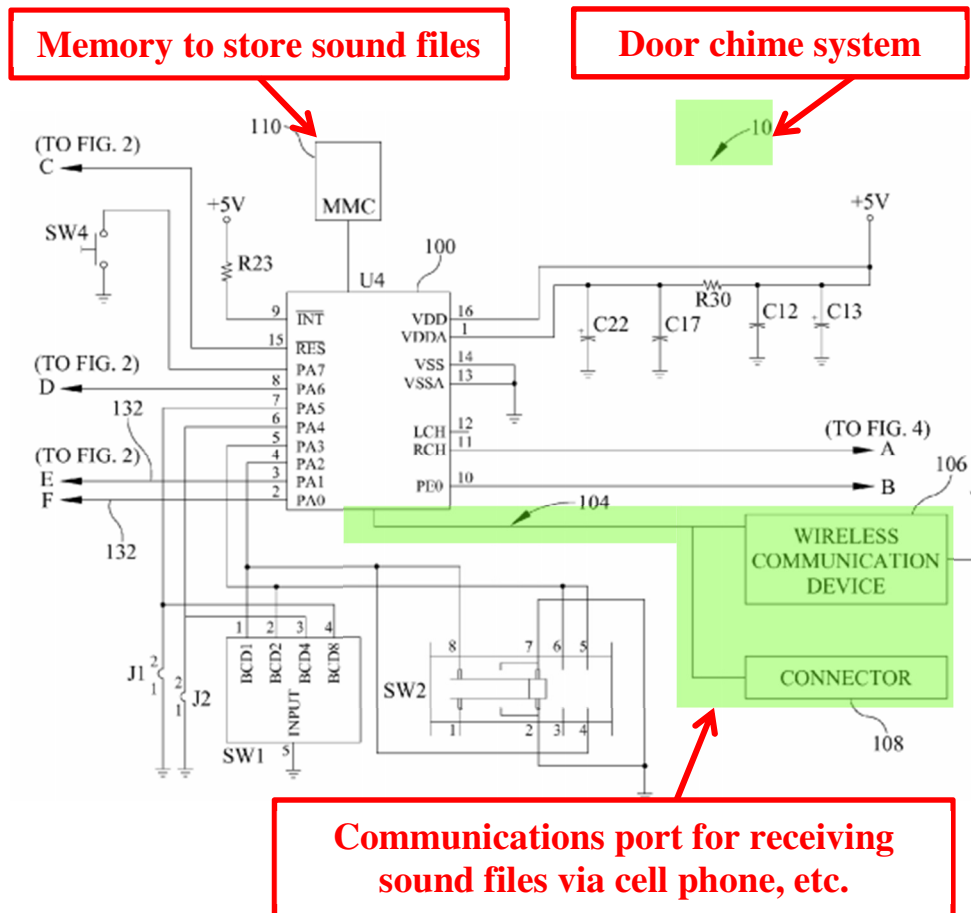 Memory to store sound files
Door chime system
110
10
(TO FIG. 2)
C
+5V
+5V
MMC
SW4
100
R23
U4
R30
9
INT
VDD
16
C22
C17
C12
C13
VDDA
1
15
RES
VSS
14
(TO FIG. 2)
PA7
VSSA
13
D
8
PA6
7
PA5
132
6
PA4
LCH
12
5
PA3
RCH
11
(TO FIG. 4)
A
(TO FIG. 2)
4
PA2
E
3
PA1
PE0
10
B
106
F
2
PA0
104
132
WIRELESS
COMMUNICATION
DEVICE
1
2
3
4
8
7
6
5
BCD1
BCD2
BCD4
BCD8
J1
2
1
2
1
J2
INPUT
SW2
CONNECTOR
5
1
2
3
4
SW1
108
Communications port for receiving
sound files via cell phone, etc.